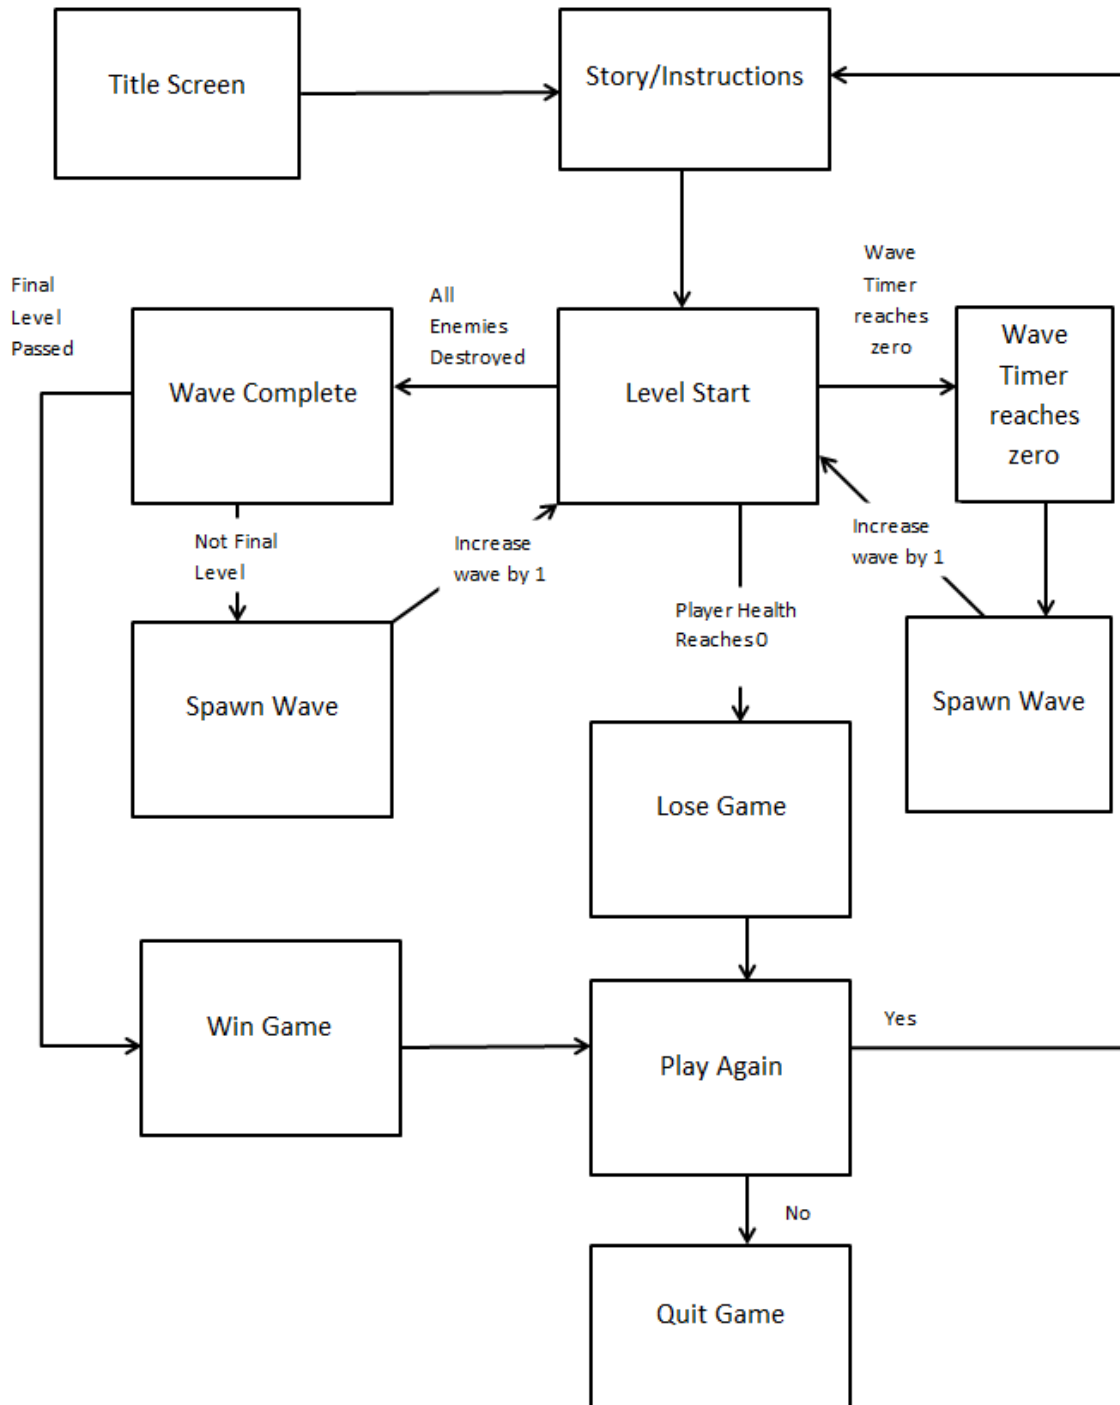 Title Screen
Story/Instructions
Final
Level
Passed
All
Enemies
Destroyed
Wave
Timer
reaches
zero
Wave Complete
Level Start
Wave
Timer
reaches
zero
Not Final
Level
Increase
wave by 1
Increase
wave by 1
Player Health
Reaches 0
Spawn Wave
Spawn Wave
Lose Game
Win Game
Play Again
Yes
No
Quit Game